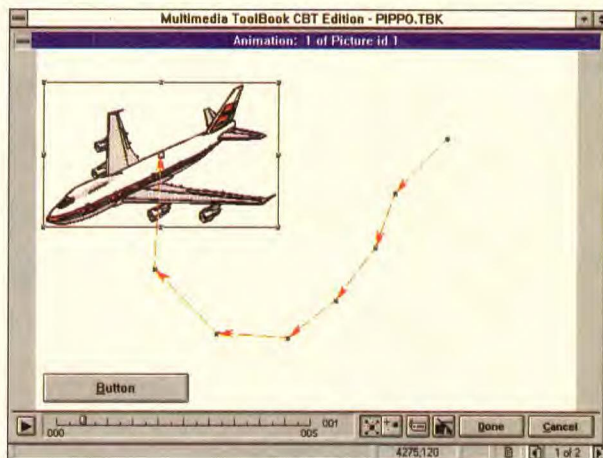 Multimedia ToolBook CBT Edition - PIPPO.TBK
Animation: 1 of Picture id 1
Button
000
005
001
Done
Cancel
4275;120
1 of 2